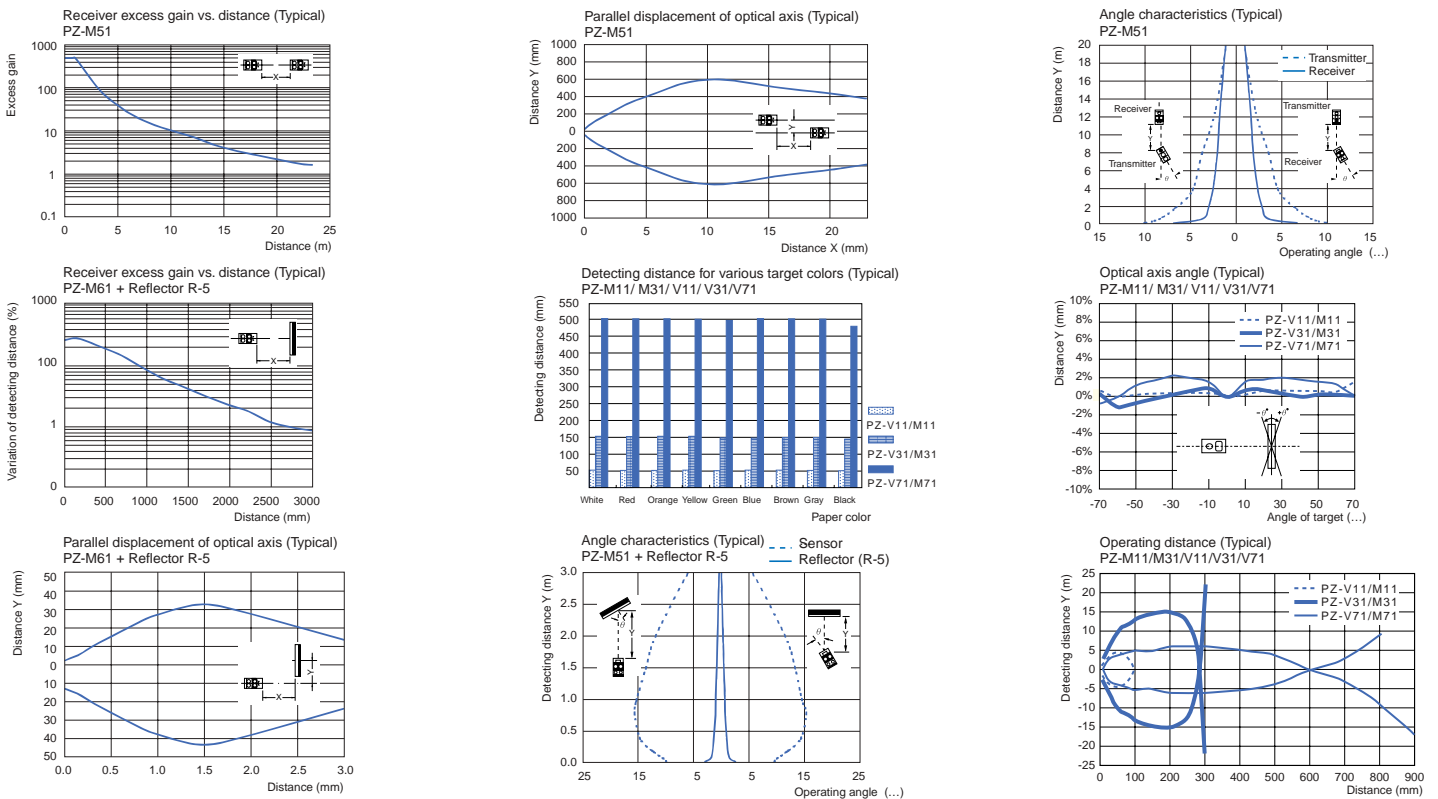 Receiver excess gain vs. distance (Typical)
PZ-M51
Excess gain
1000
100
10
1
0.1
X
0 5 10 15 20 25
Distance (m)
Parallel displacement of optical axis (Typical)
PZ-M51
Distance Y (mm)
1000
800
600
400
200
0
200
400
600
800
1000
Y
X
0 5 10 15 20
Distance X (mm)
Angle characteristics (Typical)
PZ-M51
Distance Y (m)
20
18
16
14
12
10
8
6
4
2
0
Transmitter
Receiver
Receiver
Y
Transmitter
θ
Transmitter
Y
Receiver
θ
15 10 5 0 5 10 15
Operating angle (...)
Receiver excess gain vs. distance (Typical)
PZ-M61 + Reflector R-5
Variation of detecting distance (%)
1000
100
1
0
X
0 500 1000 1500 2000 2500 3000
Distance (mm)
Detecting distance for various target colors (Typical)
PZ-M11/ M31/ V11/ V31/V71
Detecting distance (mm)
550
500
450
400
350
300
250
200
150
100
50
PZ-V11/M11
PZ-V31/M31
PZ-V71/M71
White Red Orange Yellow Green Blue Brown Gray Black
Paper color
Optical axis angle (Typical)
PZ-M11/ M31/ V11/ V31/V71
Distance Y (m)
10%
8%
6%
4%
2%
0%
-2%
-4%
-6%
-8%
-10%
PZ-V11/M11
PZ-V31/M31
PZ-V71/M71
-θ° +θ°
-70 -50 -30 -10 10 30 50 70
Angle of target (...)
Parallel displacement of optical axis (Typical)
PZ-M61 + Reflector R-5
Distance Y (mm)
50
40
30
20
10
0
10
20
30
40
50
Y
X
0.0 0.5 1.0 1.5 2.0 2.5 3.0
Distance (mm)
Angle characteristics (Typical)
PZ-M51 + Reflector R-5
Sensor
Reflector (R-5)
Detecting distance (m)
3.0
2.5
2.0
1.5
1.0
0.5
0.0
θ
Y
θ
Y
25 15 5 5 15 25
Operating angle (...)
Operating distance (Typical)
PZ-M11/M31/V11/V31/V71
Detecting distance Y (m)
25
20
15
10
5
0
-5
-10
-15
-20
-25
PZ-V11/M11
PZ-V31/M31
PZ-V71/M71
0 100 200 300 400 500 600 700 800 900
Distance (mm)